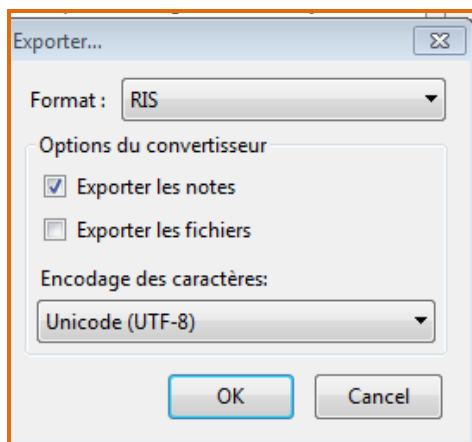 Exporter...
Format : RIS
Options du convertisseur
Exporter les notes
Exporter les fichiers
Encodage des caractères:
Unicode (UTF-8)
OK Cancel